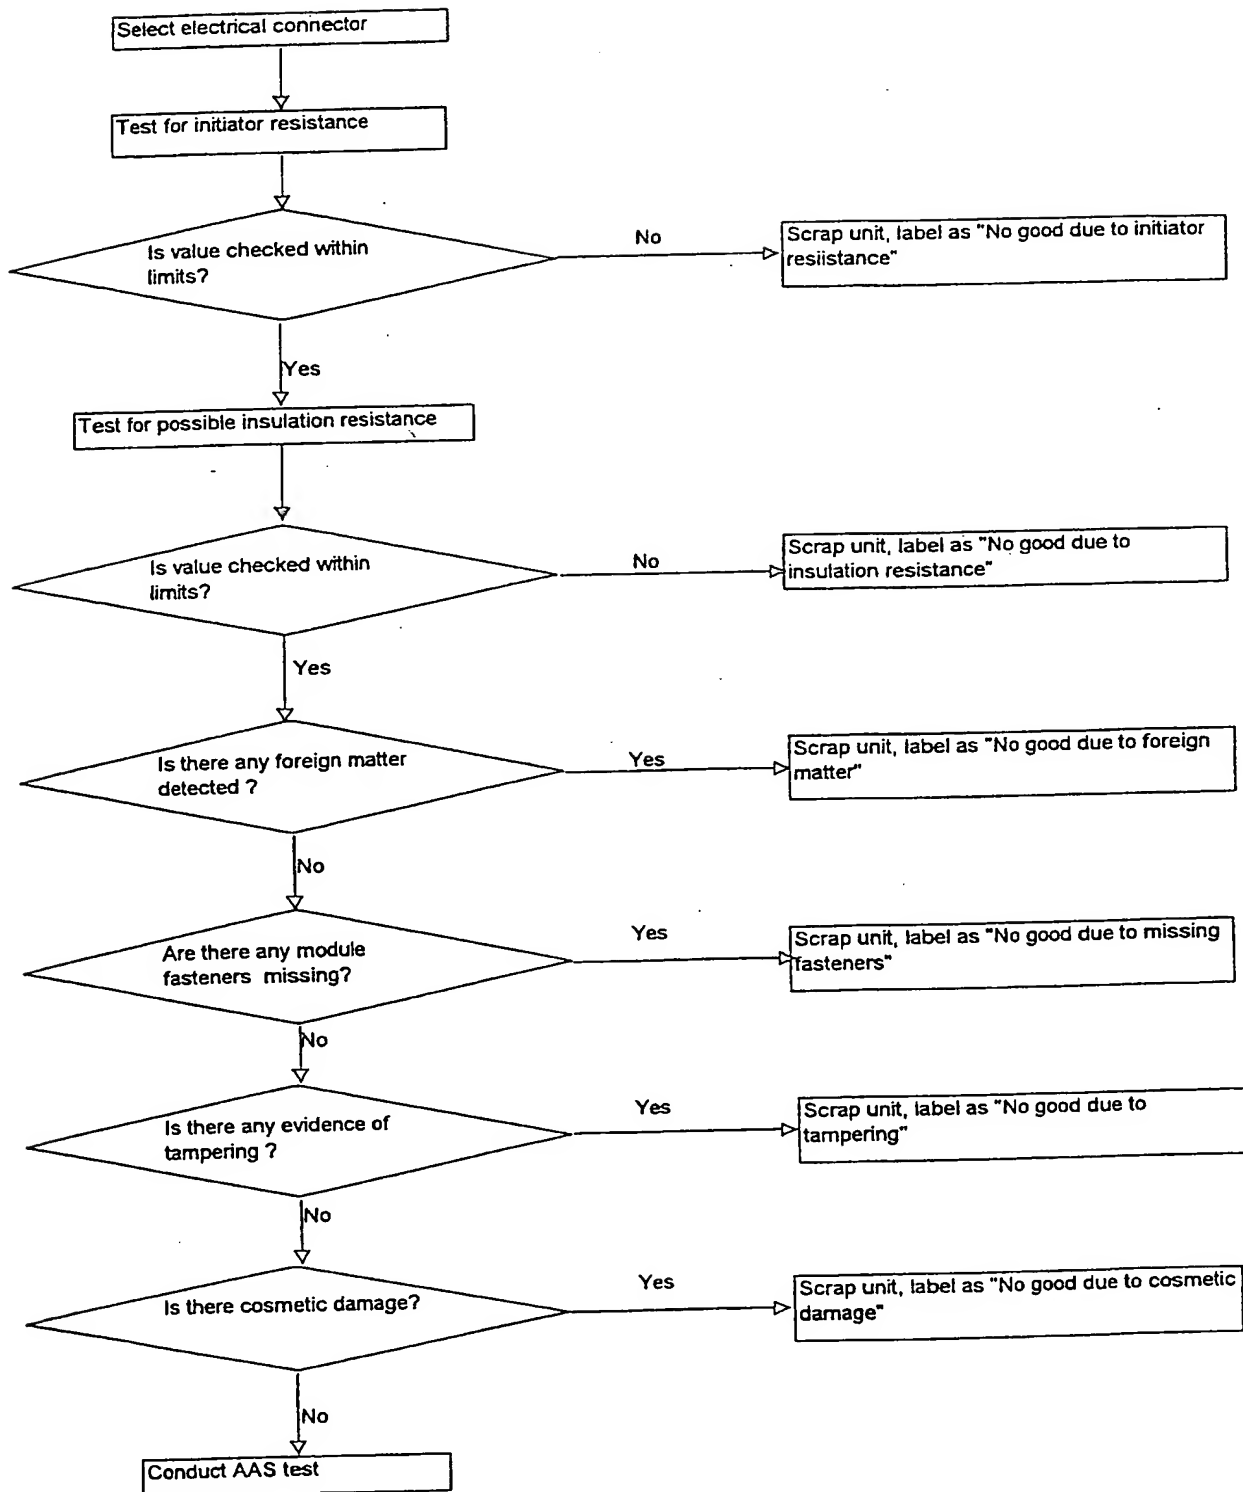 Select electrical connector
Test for initiator resistance
Is value checked within
limits?
No
Scrap unit, label as "No good due to initiator
resiistance"
Yes
Test for possible insulation resistance
Is value checked within
limits?
No
Scrap unit, label as "No good due to
insulation resistance"
Yes
Is there any foreign matter
detected ?
Yes
Scrap unit, label as "No good due to foreign
matter"
No
Are there any module
fasteners missing?
Yes
Scrap unit, label as "No good due to missing
fasteners"
No
Is there any evidence of
tampering ?
Yes
Scrap unit, label as "No good due to
tampering"
No
Is there cosmetic damage?
Yes
Scrap unit, label as "No good due to cosmetic
damage"
No
Conduct AAS test